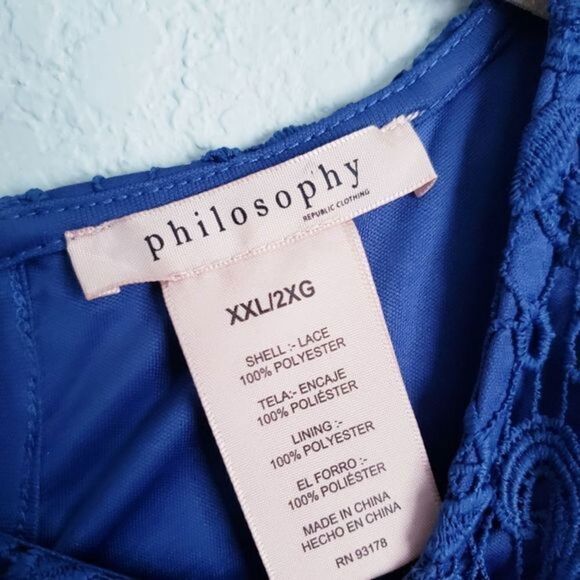 philosophy
REPUBLIC CLOTHING
XXL/2XG
SHELL :- LACE
100% POLYESTER
TELA:- ENCAJE
100% POLIÉSTER
LINING :-
100% POLYESTER
EL FORRO :-
100% POLIÉSTER
MADE IN CHINA
HECHO EN CHINA
RN 93178